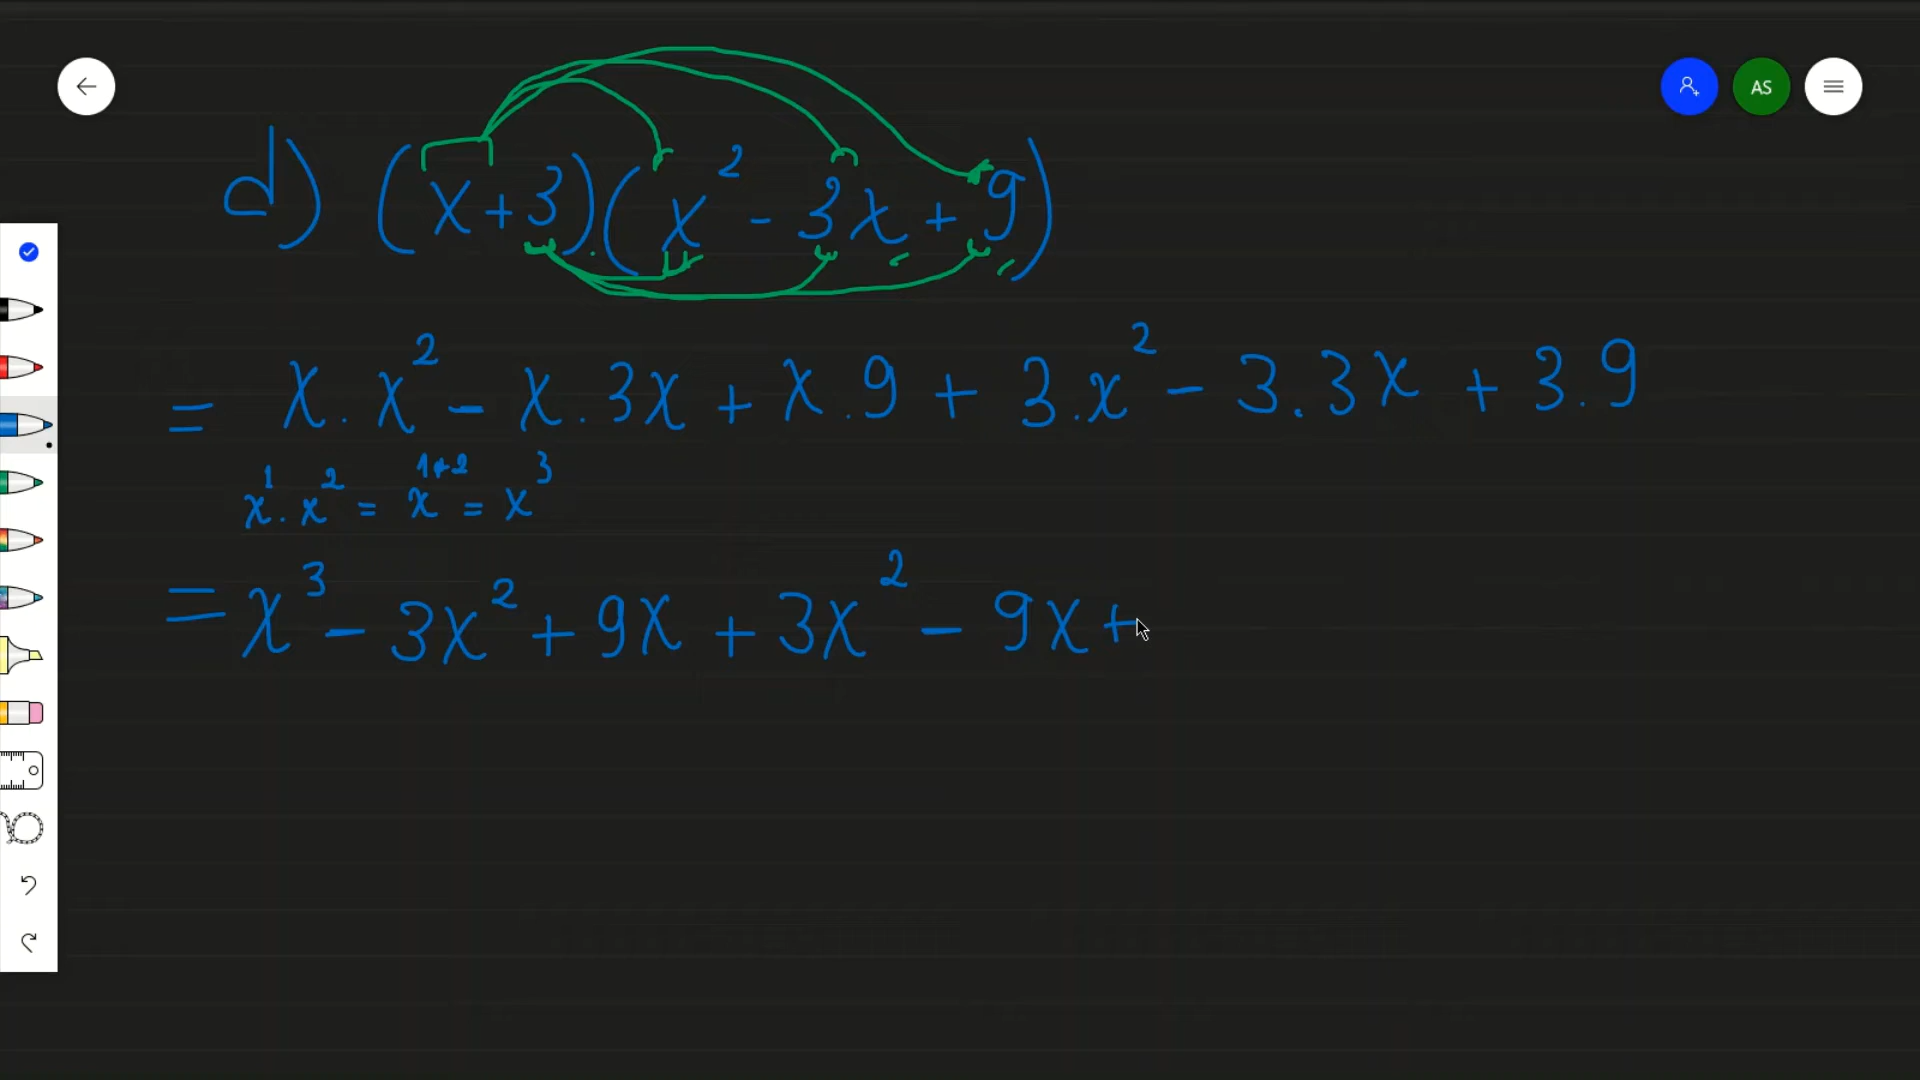 AS
d) (x+3).(x² - 3x + 9)
= x . x² - x . 3x + x . 9 + 3 . x² - 3 . 3x + 3 . 9
x¹ . x² = x¹⁺² = x³
= x³ - 3x² + 9x + 3x² - 9x +